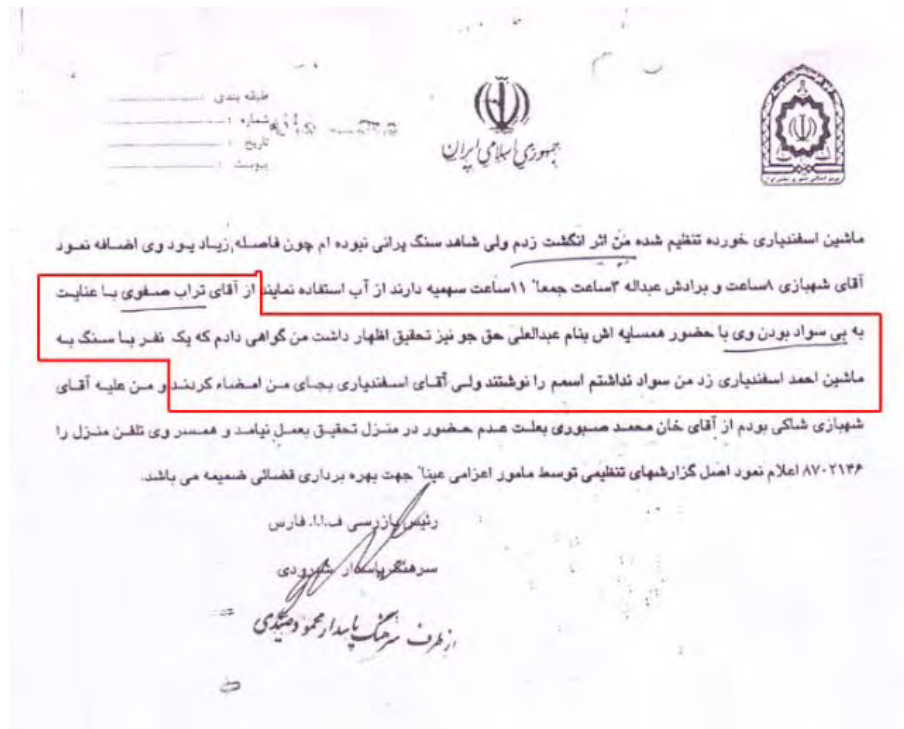 جمهوری اسلامی ایران
طبقه بندی :
شماره :
تاریخ :
پیوست :
ماشین اسفندیاری خورده تنظیم شده من اثر انگشت زدم ولی شاهد سنگ پرانی نبوده ام چون فاصله زیاد بود وی اضافه نمود
آقای شهبازی ۸ساعت و برادش عبداله ۳ساعت جمعا" ۱۱ساعت سهمیه دارند از آب استفاده نمایند از آقای تراب صفوی با عنایت
به بی سواد بودن وی با حضور همسایه اش بنام عبدالعلی حق جو نیز تحقیق اظهار داشت من گواهی دادم که یک نفر با سنگ به
ماشین احمد اسفندیاری زد من سواد نداشتم اسمم را نوشتند ولی آقای اسفندیاری بجای من امضاء کردند و من علیه آقای
شهبازی شاکی بودم از آقای خان محمد صبوری بعلت عدم حضور در منزل تحقیق بعمل نیامد و همسر وی تلفن منزل را
۸۷۰۲۱۴۶ اعلام نمود اصل گزارشهای تنظیمی توسط مامور اعزامی عینا" جهت بهره برداری قضائی ضمیمه می باشد.
رئیس بازرسی ف.ا.ا. فارس
سرهنگ پاسدار شهرودی
از طرف سرهنگ پاسدار محمود